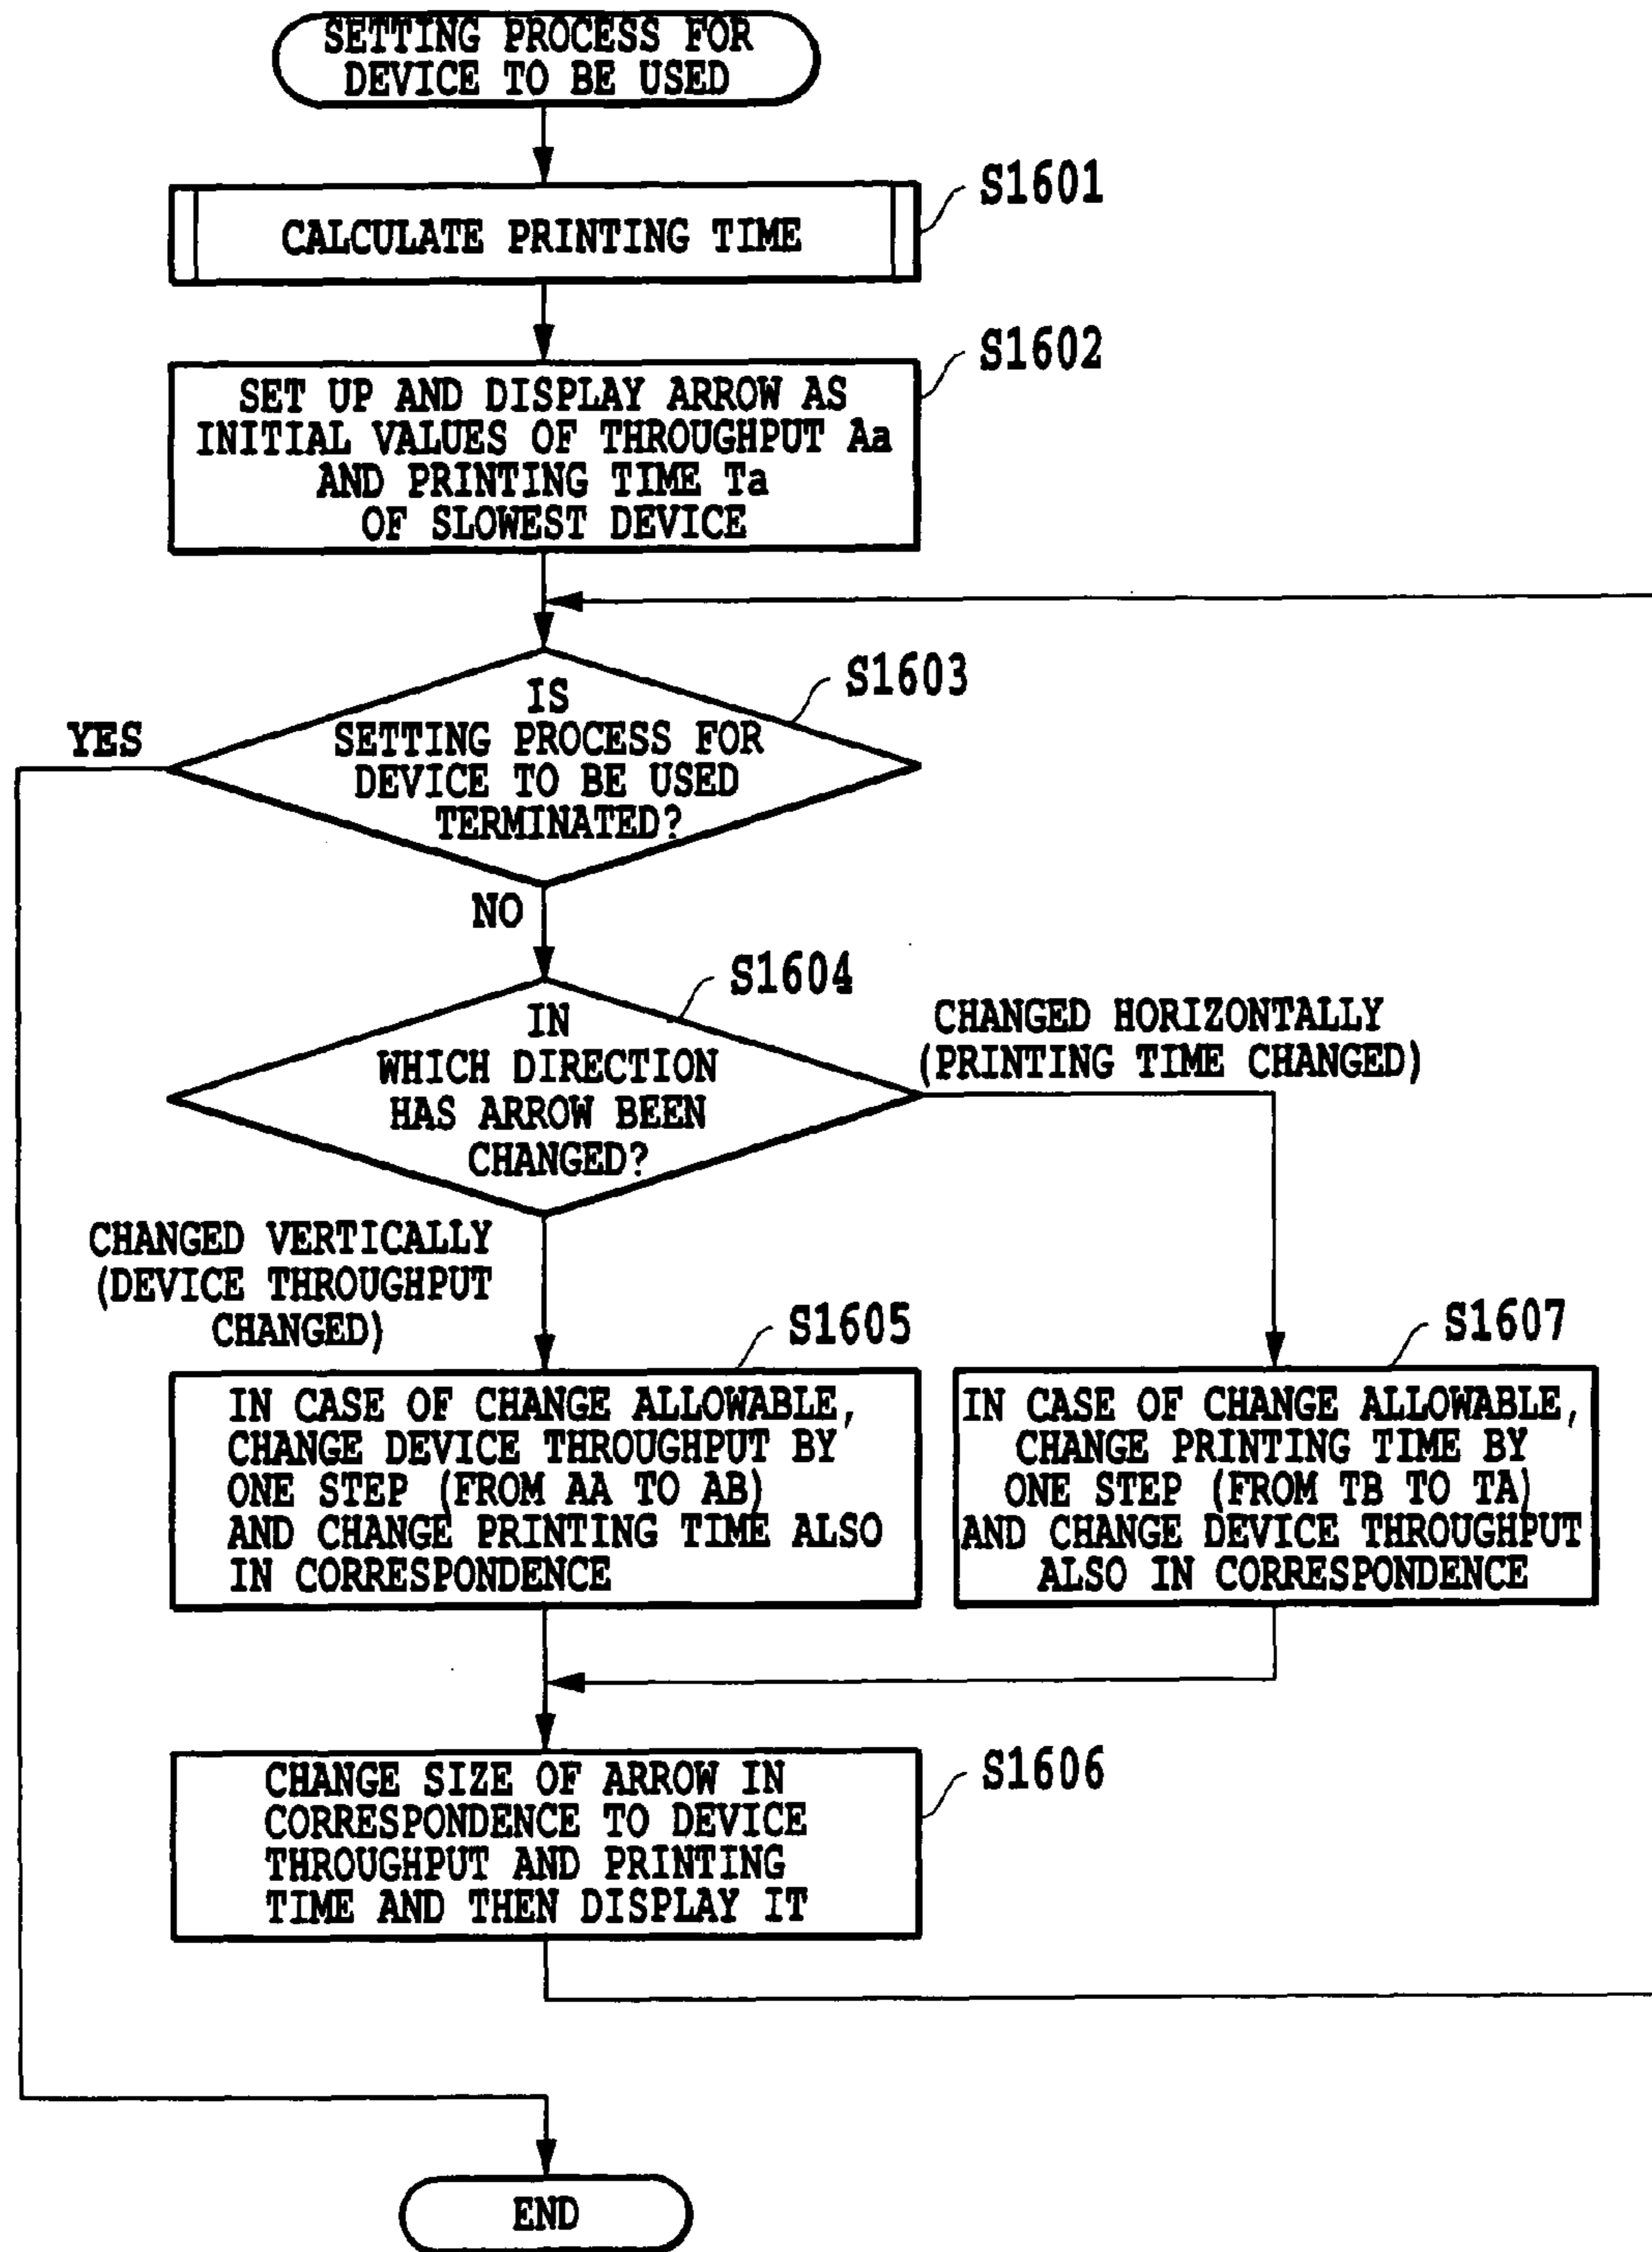 SETTING PROCESS FOR
DEVICE TO BE USED
S1601
CALCULATE PRINTING TIME
S1602
SET UP AND DISPLAY ARROW AS
INITIAL VALUES OF THROUGHPUT Aa
AND PRINTING TIME Ta
OF SLOWEST DEVICE
S1603
IS
SETTING PROCESS FOR
DEVICE TO BE USED
TERMINATED?
YES
NO
S1604
IN
WHICH DIRECTION
HAS ARROW BEEN
CHANGED?
CHANGED HORIZONTALLY
(PRINTING TIME CHANGED)
CHANGED VERTICALLY
(DEVICE THROUGHPUT
CHANGED)
S1605
IN CASE OF CHANGE ALLOWABLE,
CHANGE DEVICE THROUGHPUT BY
ONE STEP (FROM AA TO AB)
AND CHANGE PRINTING TIME ALSO
IN CORRESPONDENCE
S1607
IN CASE OF CHANGE ALLOWABLE,
CHANGE PRINTING TIME BY
ONE STEP (FROM TB TO TA)
AND CHANGE DEVICE THROUGHPUT
ALSO IN CORRESPONDENCE
S1606
CHANGE SIZE OF ARROW IN
CORRESPONDENCE TO DEVICE
THROUGHPUT AND PRINTING
TIME AND THEN DISPLAY IT
END